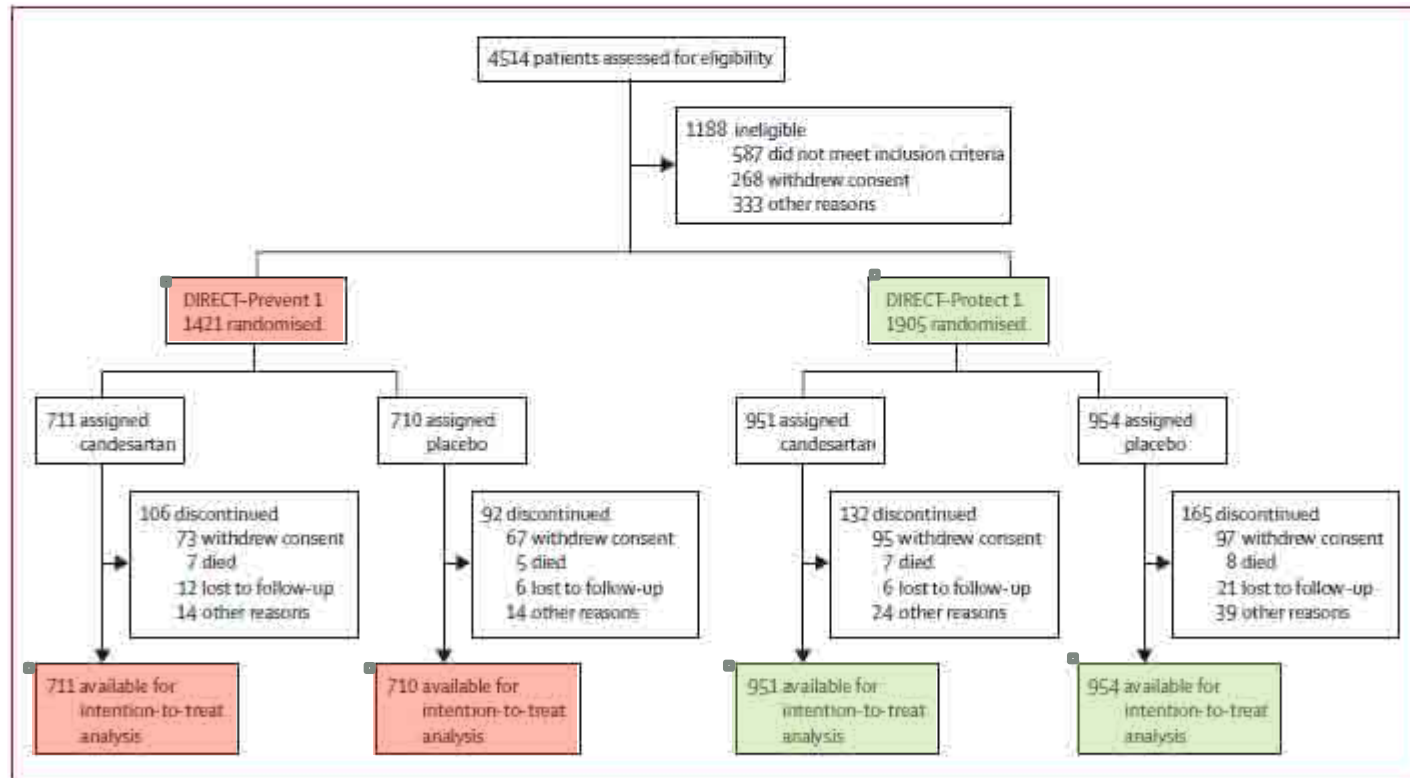 4514 patients assessed for eligibility
1188 ineligible
587 did not meet inclusion criteria
268 withdrew consent
333 other reasons
DIRECT-Prevent 1
1421 randomised
DIRECT-Protect 1
1905 randomised
711 assigned
candesartan
710 assigned
placebo
951 assigned
candesartan
954 assigned
placebo
106 discontinued
73 withdrew consent
7 died
12 lost to follow-up
14 other reasons
92 discontinued
67 withdrew consent
5 died
6 lost to follow-up
14 other reasons
132 discontinued
95 withdrew consent
7 died
6 lost to follow-up
24 other reasons
165 discontinued
97 withdrew consent
8 died
21 lost to follow-up
39 other reasons
711 available for
intention-to-treat
analysis
710 available for
intention-to-treat
analysis
951 available for
intention-to-treat
analysis
954 available for
intention-to-treat
analysis